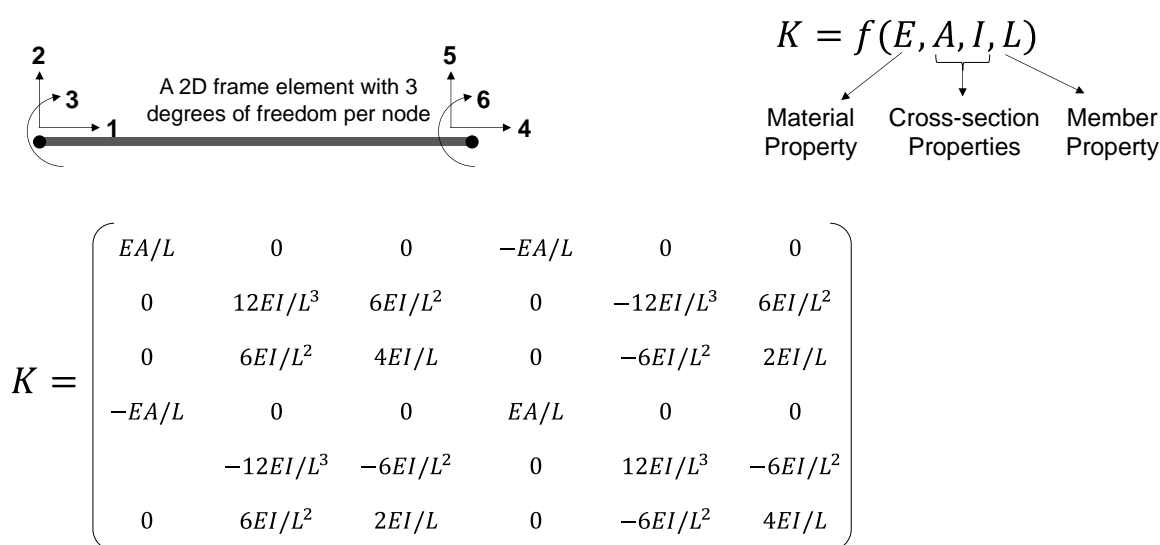 K = f(E, A, I, L)
Material Property
Cross-section Properties
Member Property
2
3
1
A 2D frame element with 3
degrees of freedom per node
5
6
4
K =
EA/L 0 0 −EA/L 0 0
0 12EI/L³ 6EI/L² 0 −12EI/L³ 6EI/L²
0 6EI/L² 4EI/L 0 −6EI/L² 2EI/L
−EA/L 0 0 EA/L 0 0
−12EI/L³ −6EI/L² 0 12EI/L³ −6EI/L²
0 6EI/L² 2EI/L 0 −6EI/L² 4EI/L